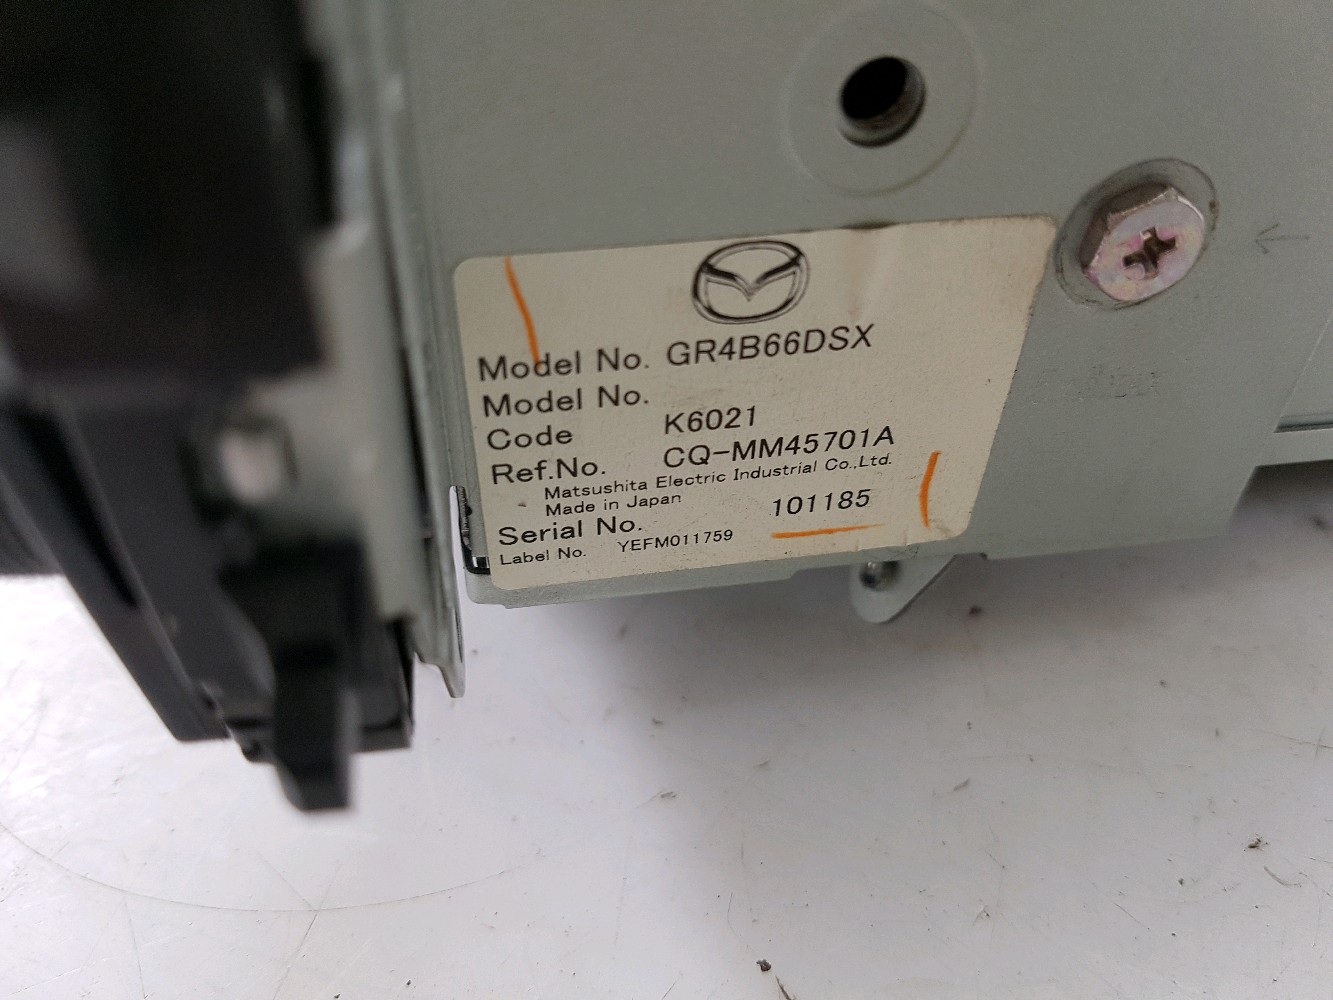 Model No. GR4B66DSX
Model No.
Code K6021
Ref.No. CQ-MM45701A
Matsushita Electric Industrial Co.,Ltd.
Made in Japan
Serial No. 101185
Label No. YEFM011759